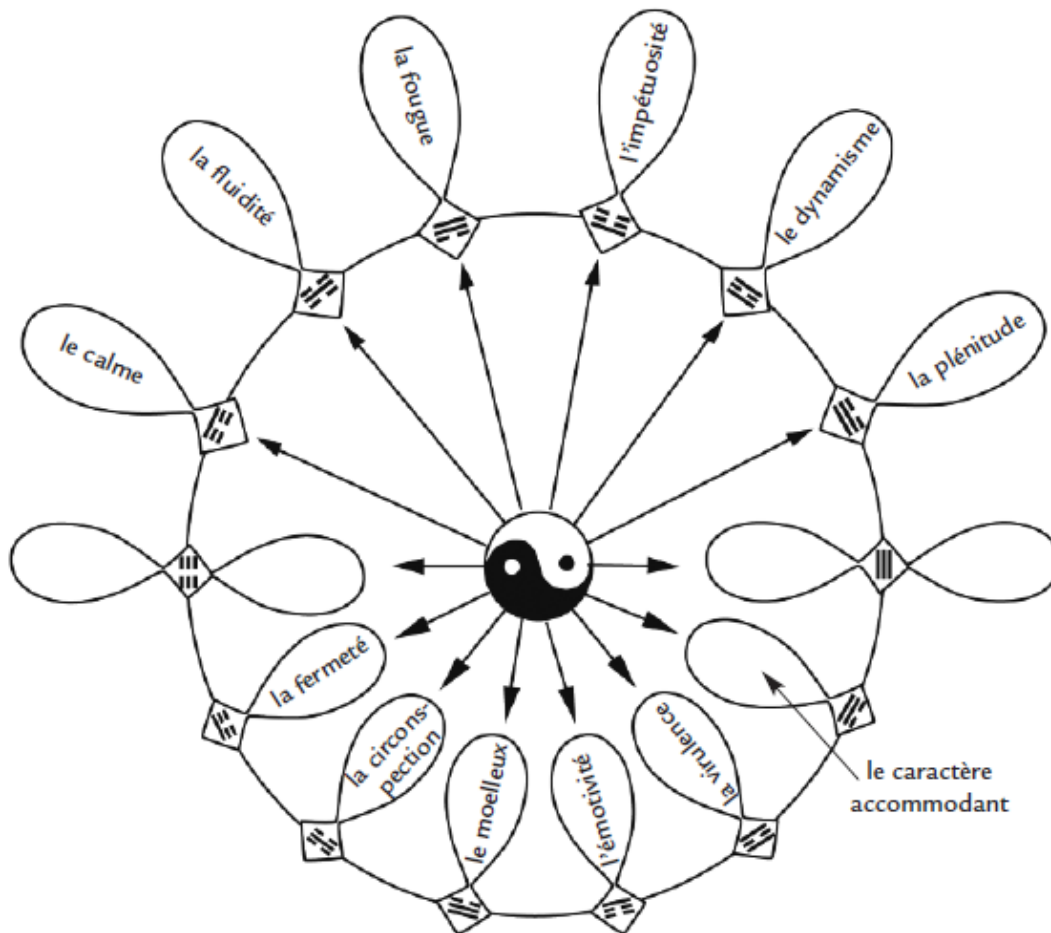 la fougue
l'impétuosité
la fluidité
le dynamisme
le calme
la plénitude
la fermeté
la circons-
pection
le moelleux
l'émotivité
la virulence
le caractère
accommodant